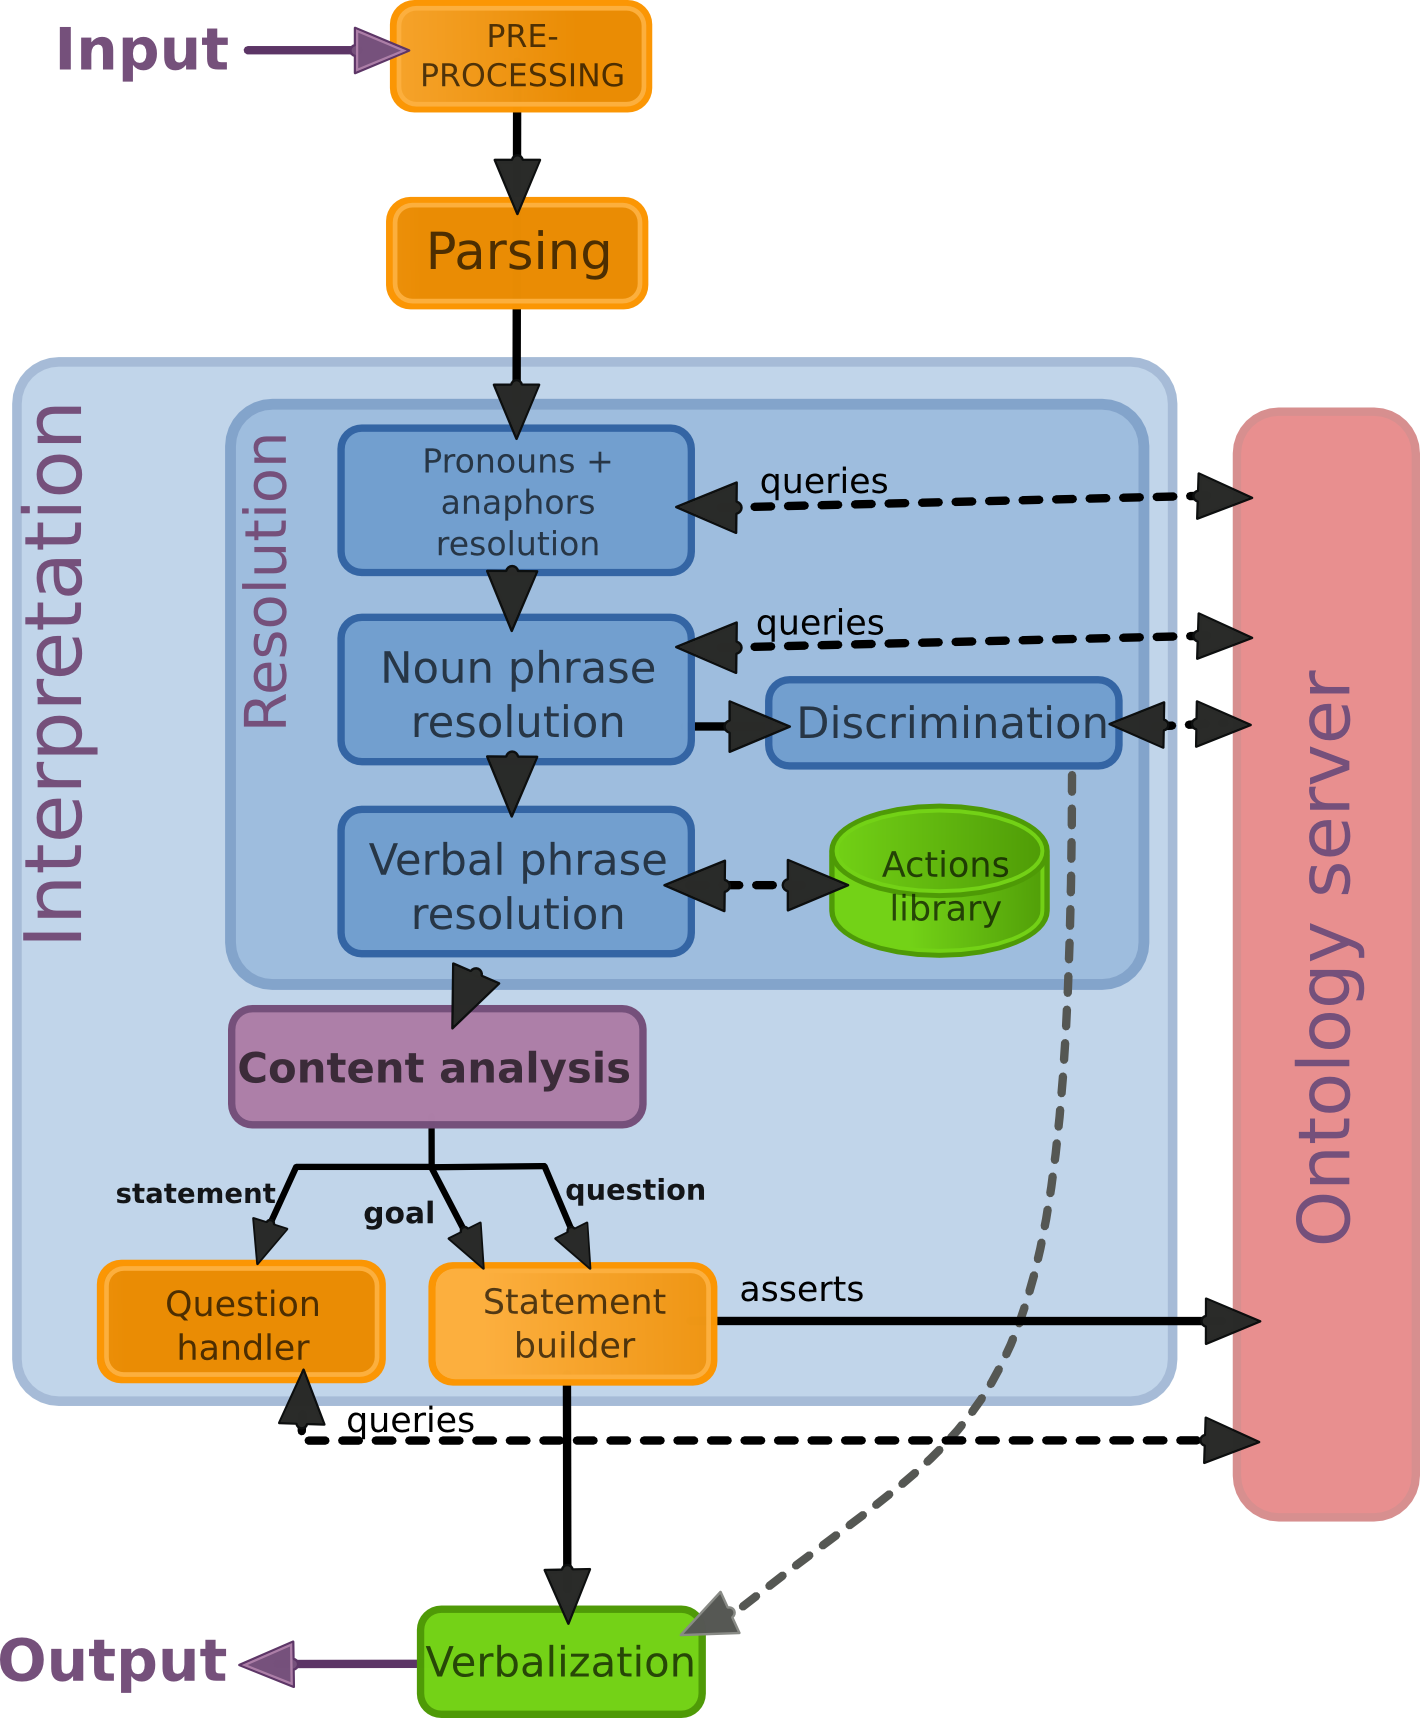 Input
PRE-
PROCESSING
Parsing
Interpretation
Resolution
Pronouns +
anaphors
resolution
queries
Noun phrase
resolution
queries
Discrimination
Verbal phrase
resolution
Actions
library
Ontology server
Content analysis
statement
goal
question
Question
handler
Statement
builder
asserts
queries
Verbalization
Output